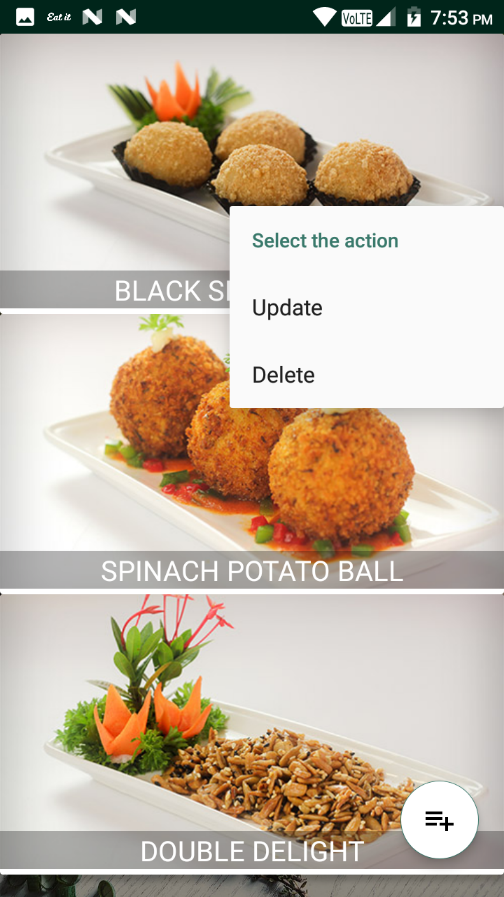 Eat it VoLTE 7:53 PM
Select the action
BLACK
Update
Delete
SPINACH POTATO BALL
DOUBLE DELIGHT